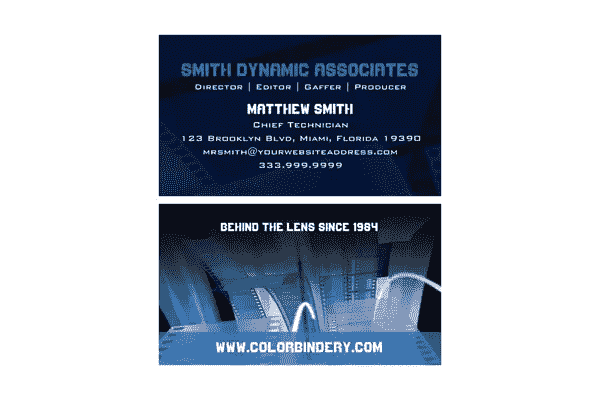 SMITH DYNAMIC ASSOCIATES
DIRECTOR | EDITOR | GAFFER | PRODUCER
MATTHEW SMITH
CHIEF TECHNICIAN
123 BROOKLYN BLVD, MIAMI, FLORIDA 19390
MRSMITH@YOURWEBSITEADDRESS.COM
333.999.9999
BEHIND THE LENS SINCE 1984
WWW.COLORBINDERY.COM